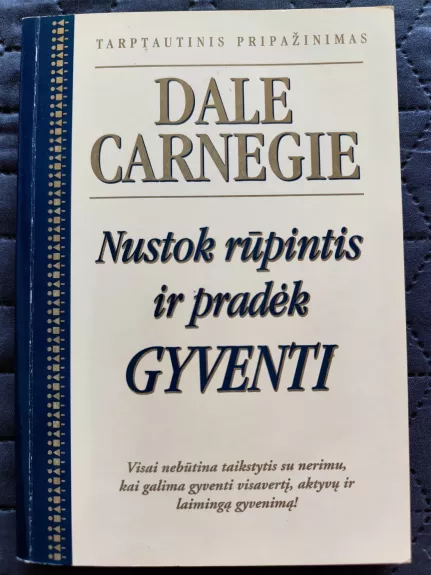 TARPTAUTINIS PRIPAŽINIMAS
DALE
CARNEGIE
Nustok rūpintis
ir pradėk
GYVENTI
Visai nebūtina taikstytis su nerimu,
kai galima gyventi visavertį, aktyvų ir
laimingą gyvenimą!